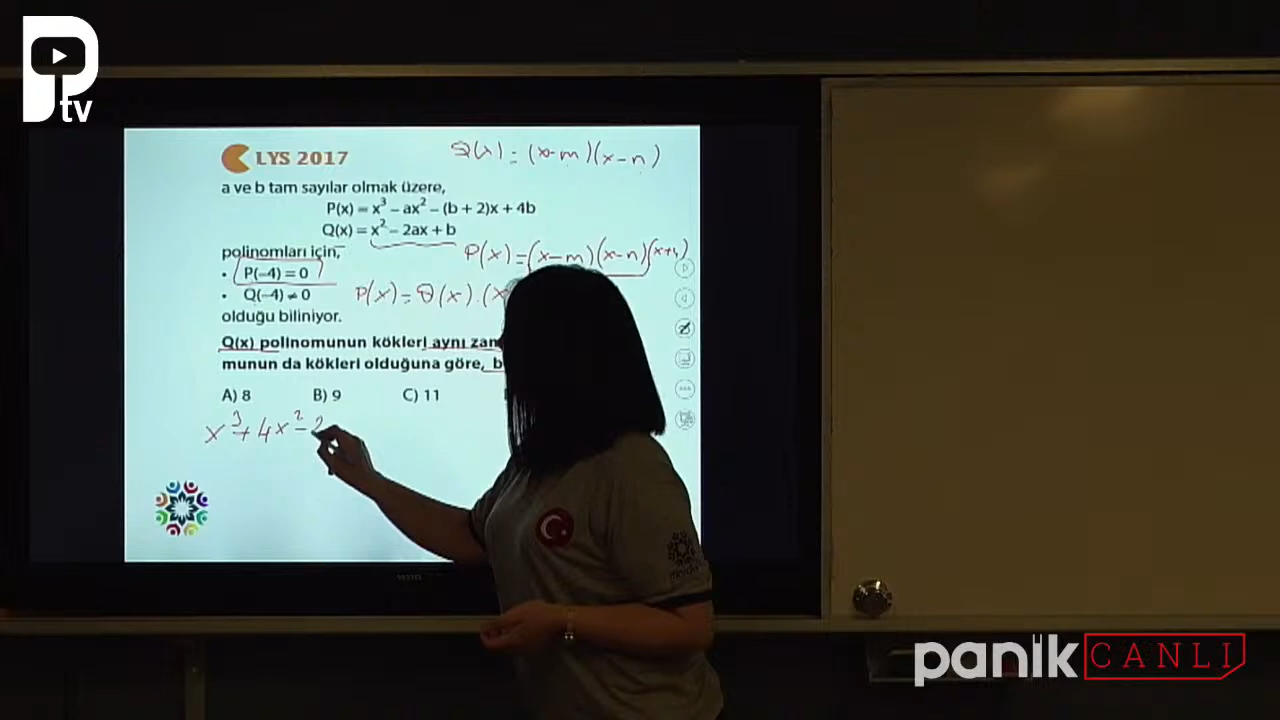 P
tv
LYS 2017
Q(x) = (x-m)(x-n)
a ve b tam sayılar olmak üzere,
P(x) = x³ – ax² – (b + 2)x + 4b
Q(x) = x² – 2ax + b
polinomları için,
P(x) = (x-m)(x-n)(x+4)
• P(–4) = 0
• Q(–4) ≠ 0
P(x) = Q(x).(x
olduğu biliniyor.
Q(x) polinomunun kökleri aynı zam
munun da kökleri olduğuna göre, b
A) 8 B) 9 C) 11
x³ + 4x² - 2
panik CANLI